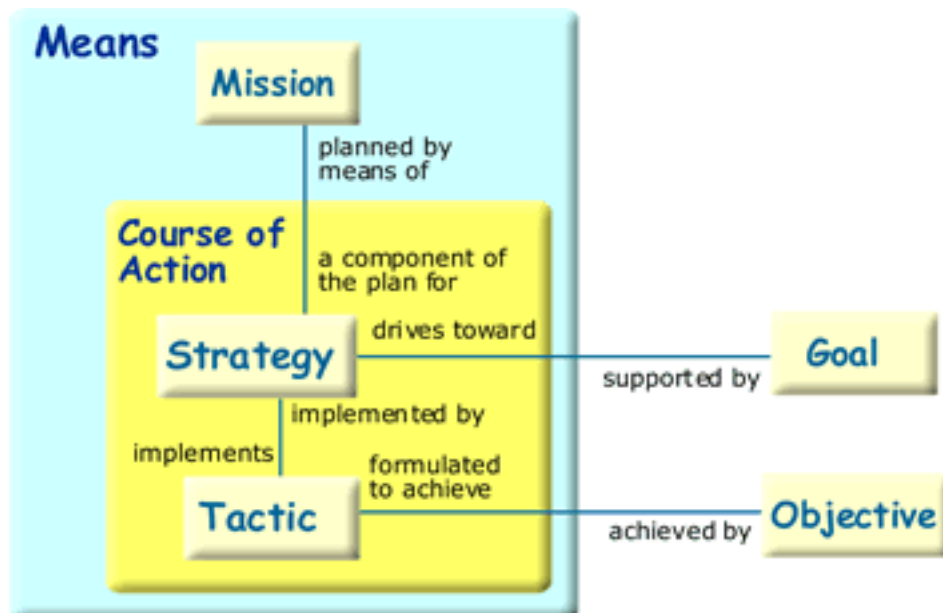 Means
Mission
planned by
means of
Course of
Action
a component of
the plan for
drives toward
Strategy
Goal
supported by
implemented by
implements
formulated
to achieve
Tactic
Objective
achieved by